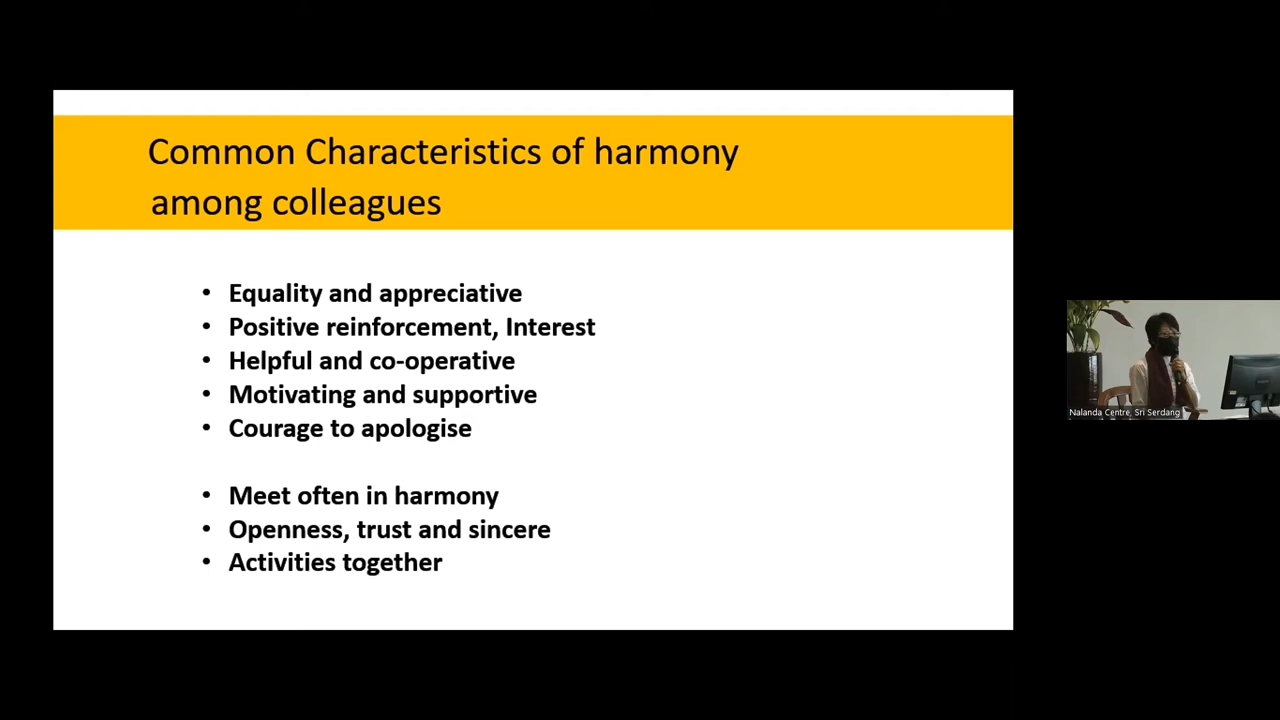 Common Characteristics of harmony
among colleagues
• Equality and appreciative
• Positive reinforcement, Interest
• Helpful and co-operative
• Motivating and supportive
• Courage to apologise
• Meet often in harmony
• Openness, trust and sincere
• Activities together
Nalanda Centre, Sri Serdang